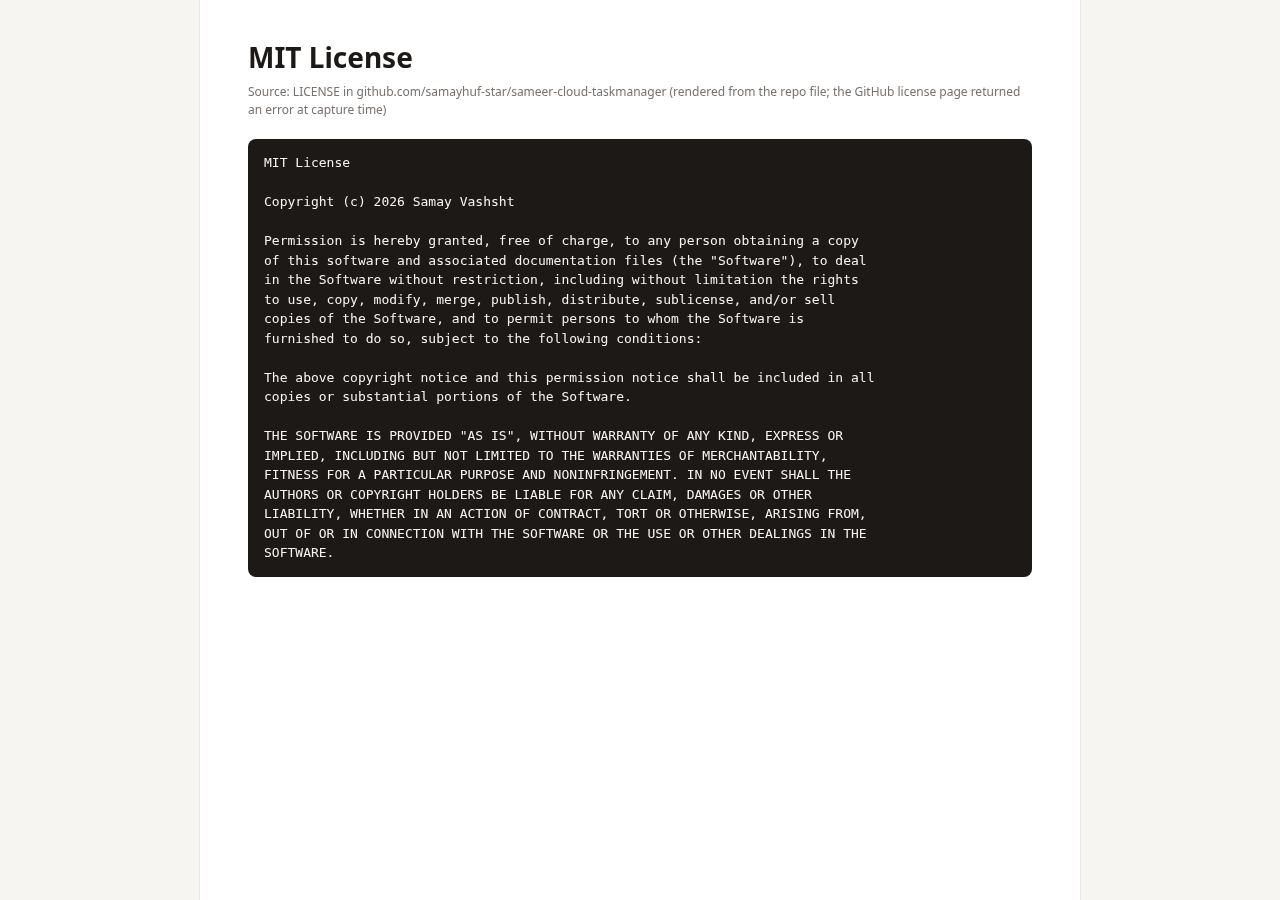 MIT License
Source: LICENSE in github.com/samayhuf-star/sameer-cloud-taskmanager (rendered from the repo file; the GitHub license page returned
an error at capture time)
MIT License
Copyright (c) 2026 Samay Vashsht
Permission is hereby granted, free of charge, to any person obtaining a copy
of this software and associated documentation files (the "Software"), to deal
in the Software without restriction, including without limitation the rights
to use, copy, modify, merge, publish, distribute, sublicense, and/or sell
copies of the Software, and to permit persons to whom the Software is
furnished to do so, subject to the following conditions:
The above copyright notice and this permission notice shall be included in all
copies or substantial portions of the Software.
THE SOFTWARE IS PROVIDED "AS IS", WITHOUT WARRANTY OF ANY KIND, EXPRESS OR
IMPLIED, INCLUDING BUT NOT LIMITED TO THE WARRANTIES OF MERCHANTABILITY,
FITNESS FOR A PARTICULAR PURPOSE AND NONINFRINGEMENT. IN NO EVENT SHALL THE
AUTHORS OR COPYRIGHT HOLDERS BE LIABLE FOR ANY CLAIM, DAMAGES OR OTHER
LIABILITY, WHETHER IN AN ACTION OF CONTRACT, TORT OR OTHERWISE, ARISING FROM,
OUT OF OR IN CONNECTION WITH THE SOFTWARE OR THE USE OR OTHER DEALINGS IN THE
SOFTWARE.